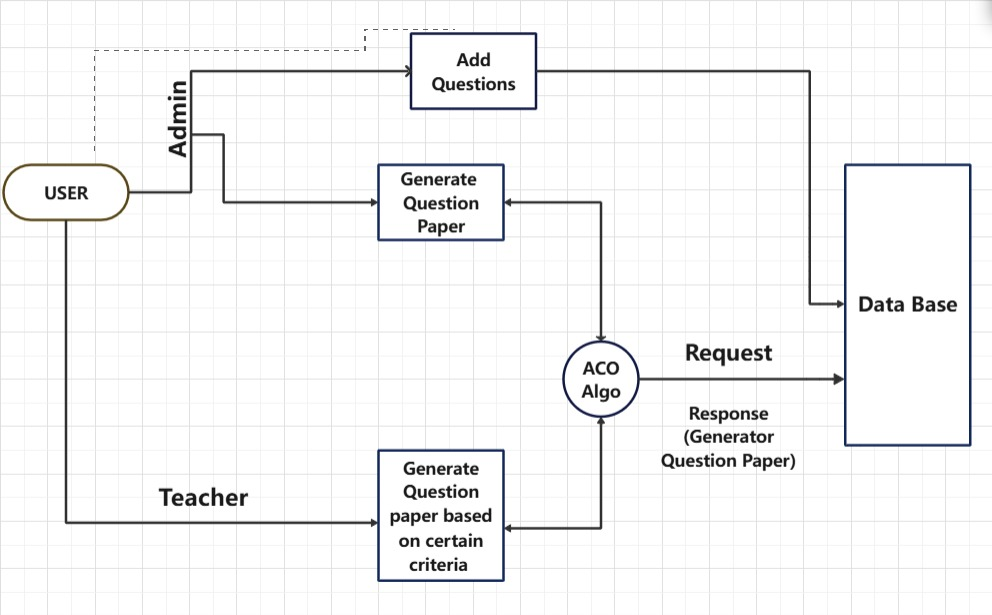 Add
Questions
Admin
Generate
Question
Paper
USER
Data Base
Request
ACO
Algo
Response
(Generator
Question Paper)
Generate
Question
paper based
on certain
criteria
Teacher